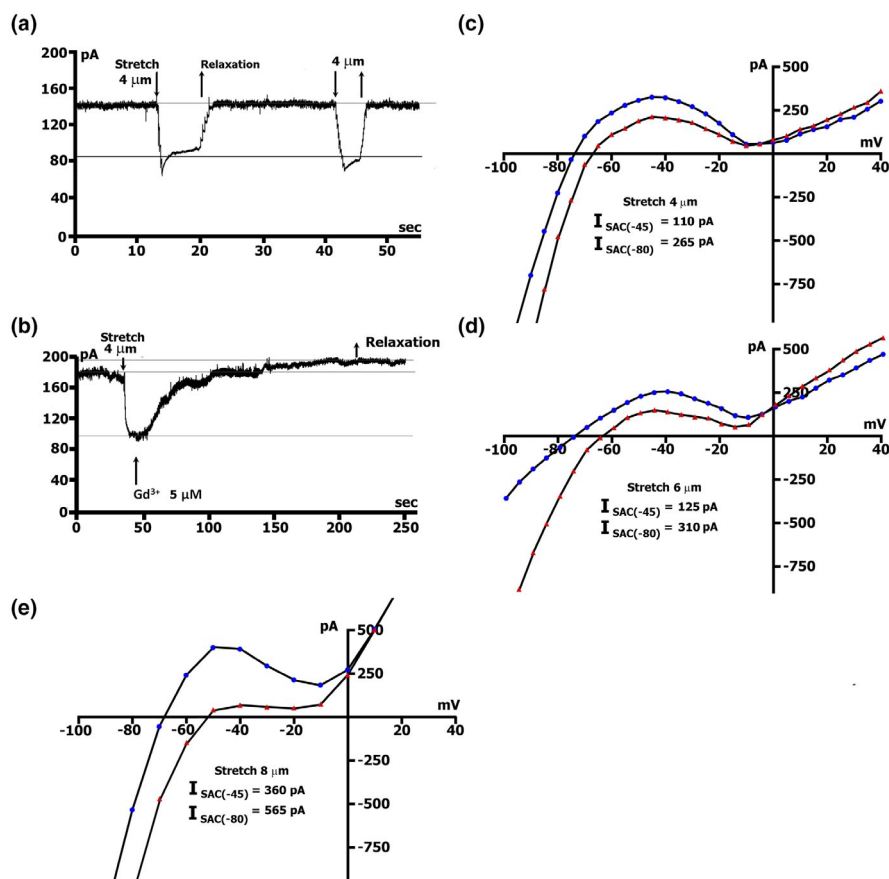 (a)
pA
200
160
120
80
40
0
Stretch
4 μm
Relaxation
4 μm
sec
0 10 20 30 40 50
(b)
pA
200
160
120
80
40
0
Stretch
4 μm
Relaxation
Gd³⁺ 5 μM
sec
0 50 100 150 200 250
(c)
pA
500
250
mV
-100 -80 -60 -40 -20 0 20 40
-250
-500
-750
Stretch 4 μm
I SAC(-45) = 110 pA
I SAC(-80) = 265 pA
(d)
pA
500
250
mV
-100 -80 -60 -40 -20 0 20 40
-250
-500
-750
Stretch 6 μm
I SAC(-45) = 125 pA
I SAC(-80) = 310 pA
(e)
pA
500
250
mV
-100 -80 -60 -40 -20 0 20 40
-250
-500
-750
Stretch 8 μm
I SAC(-45) = 360 pA
I SAC(-80) = 565 pA